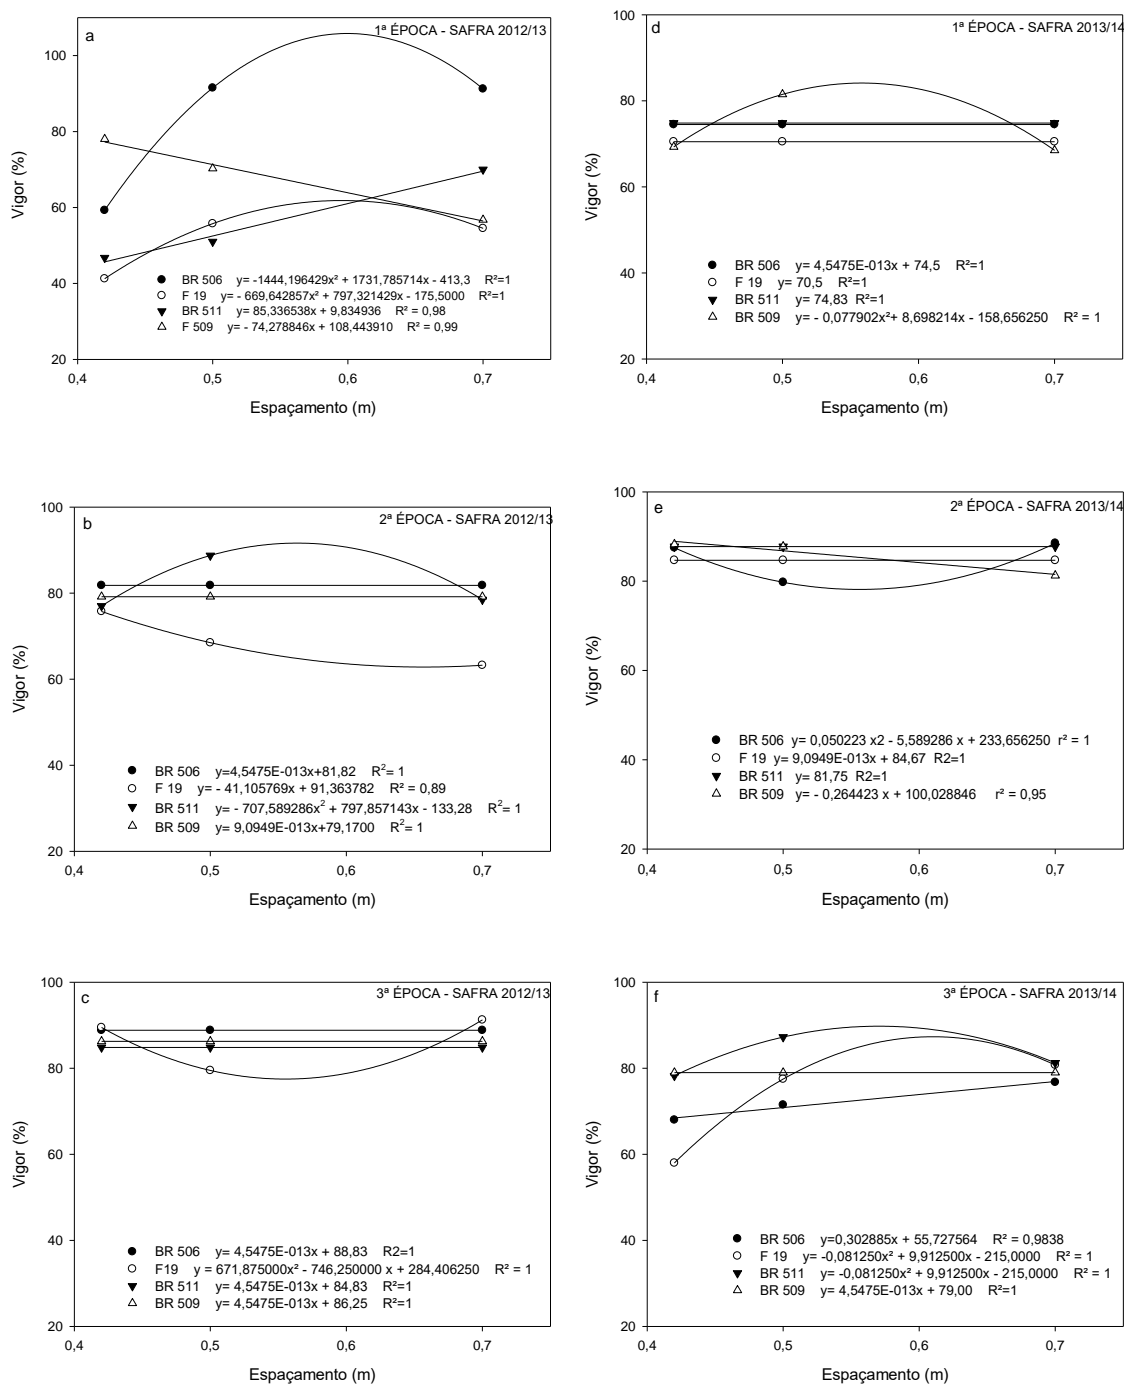 a
1ª ÉPOCA - SAFRA 2012/13
100
80
60
40
20
Vigor (%)
BR 506 y= -1444,196429x² + 1731,785714x - 413,3 R²=1
F 19 y= - 669,642857x² + 797,321429x - 175,5000 R²=1
BR 511 y= 85,336538x + 9,834936 R² = 0,98
F 509 y= - 74,278846x + 108,443910 R² = 0,99
0,4 0,5 0,6 0,7
Espaçamento (m)
d
1ª ÉPOCA - SAFRA 2013/14
100
80
60
40
20
Vigor (%)
BR 506 y= 4,5475E-013x + 74,5 R²=1
F 19 y= 70,5 R²=1
BR 511 y= 74,83 R²=1
BR 509 y= - 0,077902x²+ 8,698214x - 158,656250 R² = 1
0,4 0,5 0,6 0,7
Espaçamento (m)
b
2ª ÉPOCA - SAFRA 2012/13
100
80
60
40
20
Vigor (%)
BR 506 y=4,5475E-013x+81,82 R²= 1
F 19 y= - 41,105769x + 91,363782 R² = 0,89
BR 511 y= - 707,589286x² + 797,857143x - 133,28 R²= 1
BR 509 y= 9,0949E-013x+79,1700 R²= 1
0,4 0,5 0,6 0,7
Espaçamento (m)
e
2ª ÉPOCA - SAFRA 2013/14
100
80
60
40
20
Vigor (%)
BR 506 y= 0,050223 x2 - 5,589286 x + 233,656250 r² = 1
F 19 y= 9,0949E-013x + 84,67 R2=1
BR 511 y= 81,75 R2=1
BR 509 y= - 0,264423 x + 100,028846 r² = 0,95
0,4 0,5 0,6 0,7
Espaçamento (m)
c
3ª ÉPOCA - SAFRA 2012/13
100
80
60
40
20
Vigor (%)
BR 506 y= 4,5475E-013x + 88,83 R2=1
F19 y = 671,875000x² - 746,250000 x + 284,406250 R² = 1
BR 511 y= 4,5475E-013x + 84,83 R²=1
BR 509 y= 4,5475E-013x + 86,25 R²=1
0,4 0,5 0,6 0,7
Espaçamento (m)
f
3ª ÉPOCA - SAFRA 2013/14
100
80
60
40
20
Vigor (%)
BR 506 y=0,302885x + 55,727564 R² = 0,9838
F 19 y= -0,081250x² + 9,912500x - 215,0000 R² = 1
BR 511 y= -0,081250x² + 9,912500x - 215,0000 R² = 1
BR 509 y= 4,5475E-013x + 79,00 R²=1
0,4 0,5 0,6 0,7
Espaçamento (m)